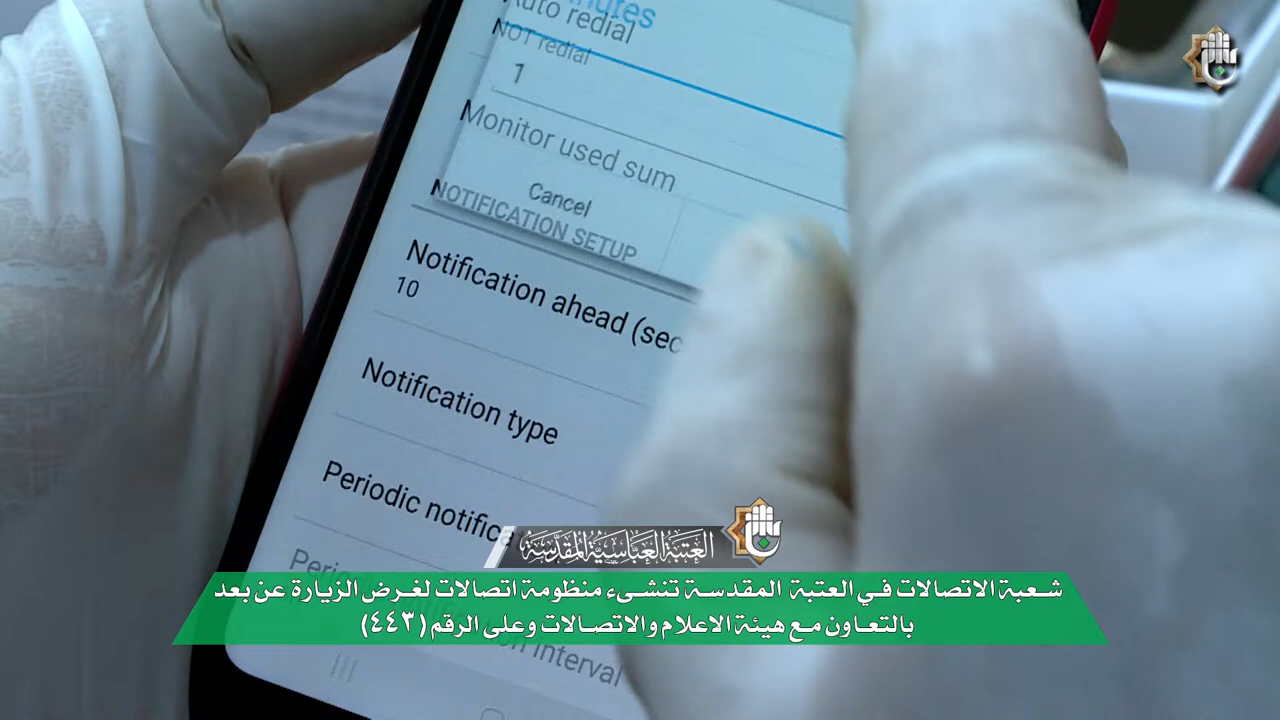 Auto redial
NOT redial
1
Monitor used sum
Cancel
NOTIFICATION SETUP
Notification ahead (sec
10
Notification type
Periodic notifica
العتبة العباسية المقدسة
شعبة الاتصالات في العتبة المقدسة تنشىء منظومة اتصالات لغرض الزيارة عن بعد
بالتعاون مع هيئة الاعلام والاتصالات وعلى الرقم (٤٤٣)
interval